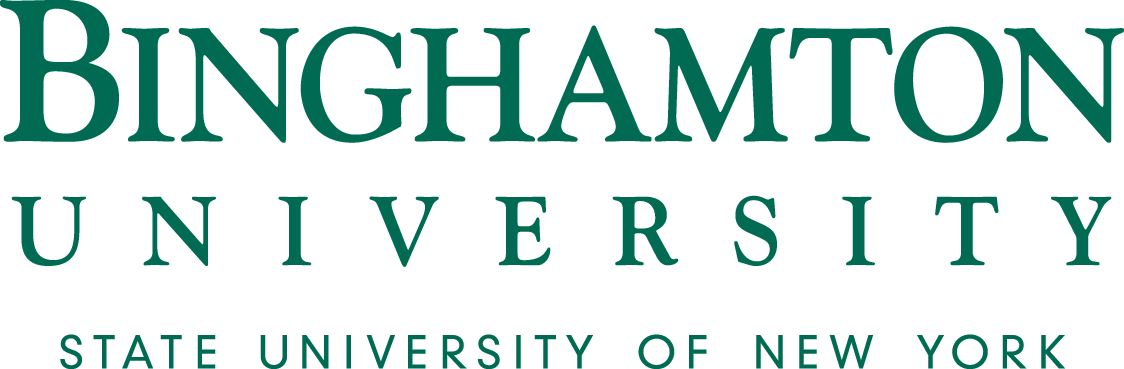 BINGHAMTON
UNIVERSITY
STATE UNIVERSITY OF NEW YORK